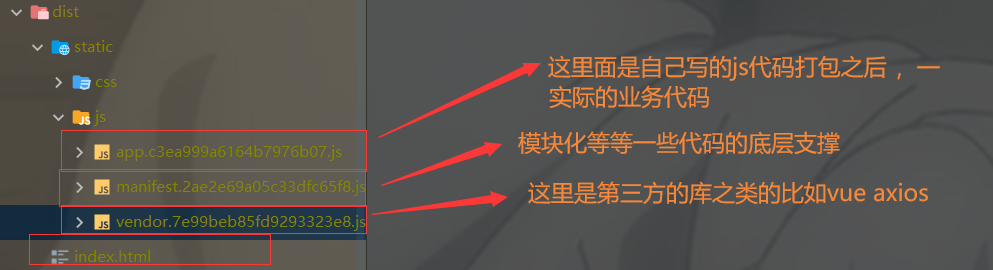 dist
static
css
js
app.c3ea999a6164b7976b07.js
manifest.2ae2e69a05c33dfc65f8.js
vendor.7e99beb85fd9293323e8.js
index.html
这里面是自己写的js代码打包之后 ，一
实际的业务代码
模块化等等一些代码的底层支撑
这里是第三方的库之类的比如vue axios